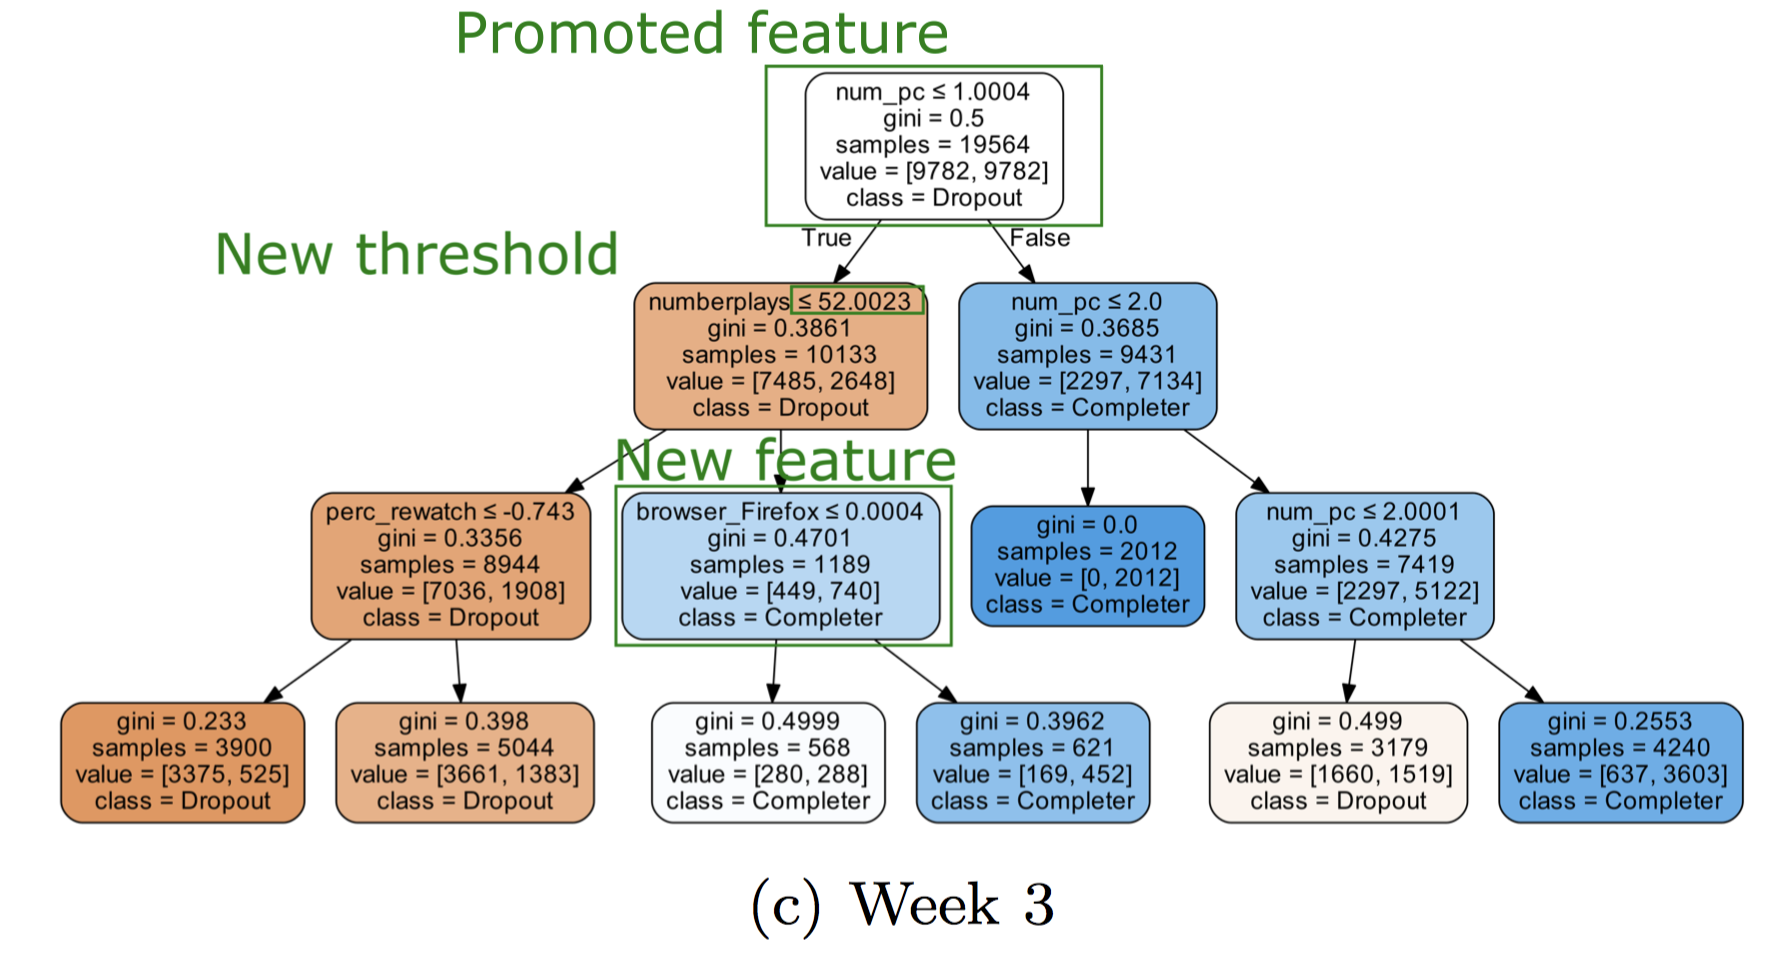 Promoted feature
num_pc ≤ 1.0004
gini = 0.5
samples = 19564
value = [9782, 9782]
class = Dropout
True
False
New threshold
numberplays ≤ 52.0023
gini = 0.3861
samples = 10133
value = [7485, 2648]
class = Dropout
num_pc ≤ 2.0
gini = 0.3685
samples = 9431
value = [2297, 7134]
class = Completer
New feature
perc_rewatch ≤ -0.743
gini = 0.3356
samples = 8944
value = [7036, 1908]
class = Dropout
browser_Firefox ≤ 0.0004
gini = 0.4701
samples = 1189
value = [449, 740]
class = Completer
gini = 0.0
samples = 2012
value = [0, 2012]
class = Completer
num_pc ≤ 2.0001
gini = 0.4275
samples = 7419
value = [2297, 5122]
class = Completer
gini = 0.233
samples = 3900
value = [3375, 525]
class = Dropout
gini = 0.398
samples = 5044
value = [3661, 1383]
class = Dropout
gini = 0.4999
samples = 568
value = [280, 288]
class = Completer
gini = 0.3962
samples = 621
value = [169, 452]
class = Completer
gini = 0.499
samples = 3179
value = [1660, 1519]
class = Dropout
gini = 0.2553
samples = 4240
value = [637, 3603]
class = Completer
(c) Week 3